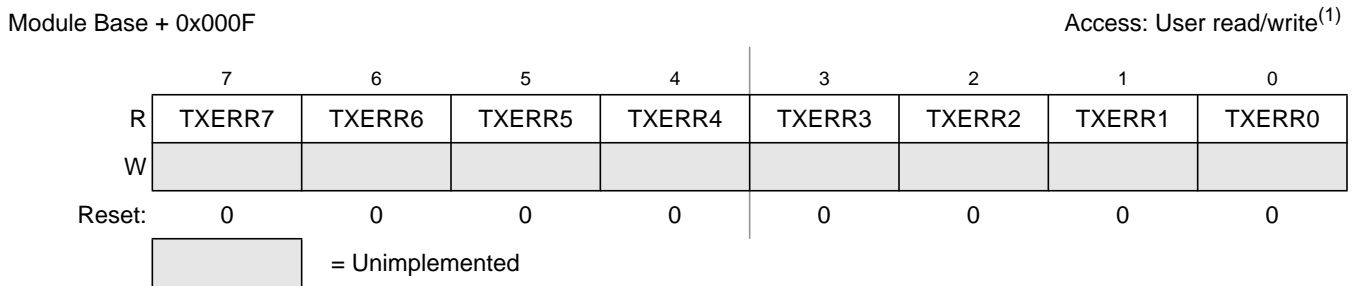 Module Base + 0x000F Access: User read/write(1)
7 6 5 4 3 2 1 0
R TXERR7 TXERR6 TXERR5 TXERR4 TXERR3 TXERR2 TXERR1 TXERR0
W
Reset: 0 0 0 0 0 0 0 0
= Unimplemented